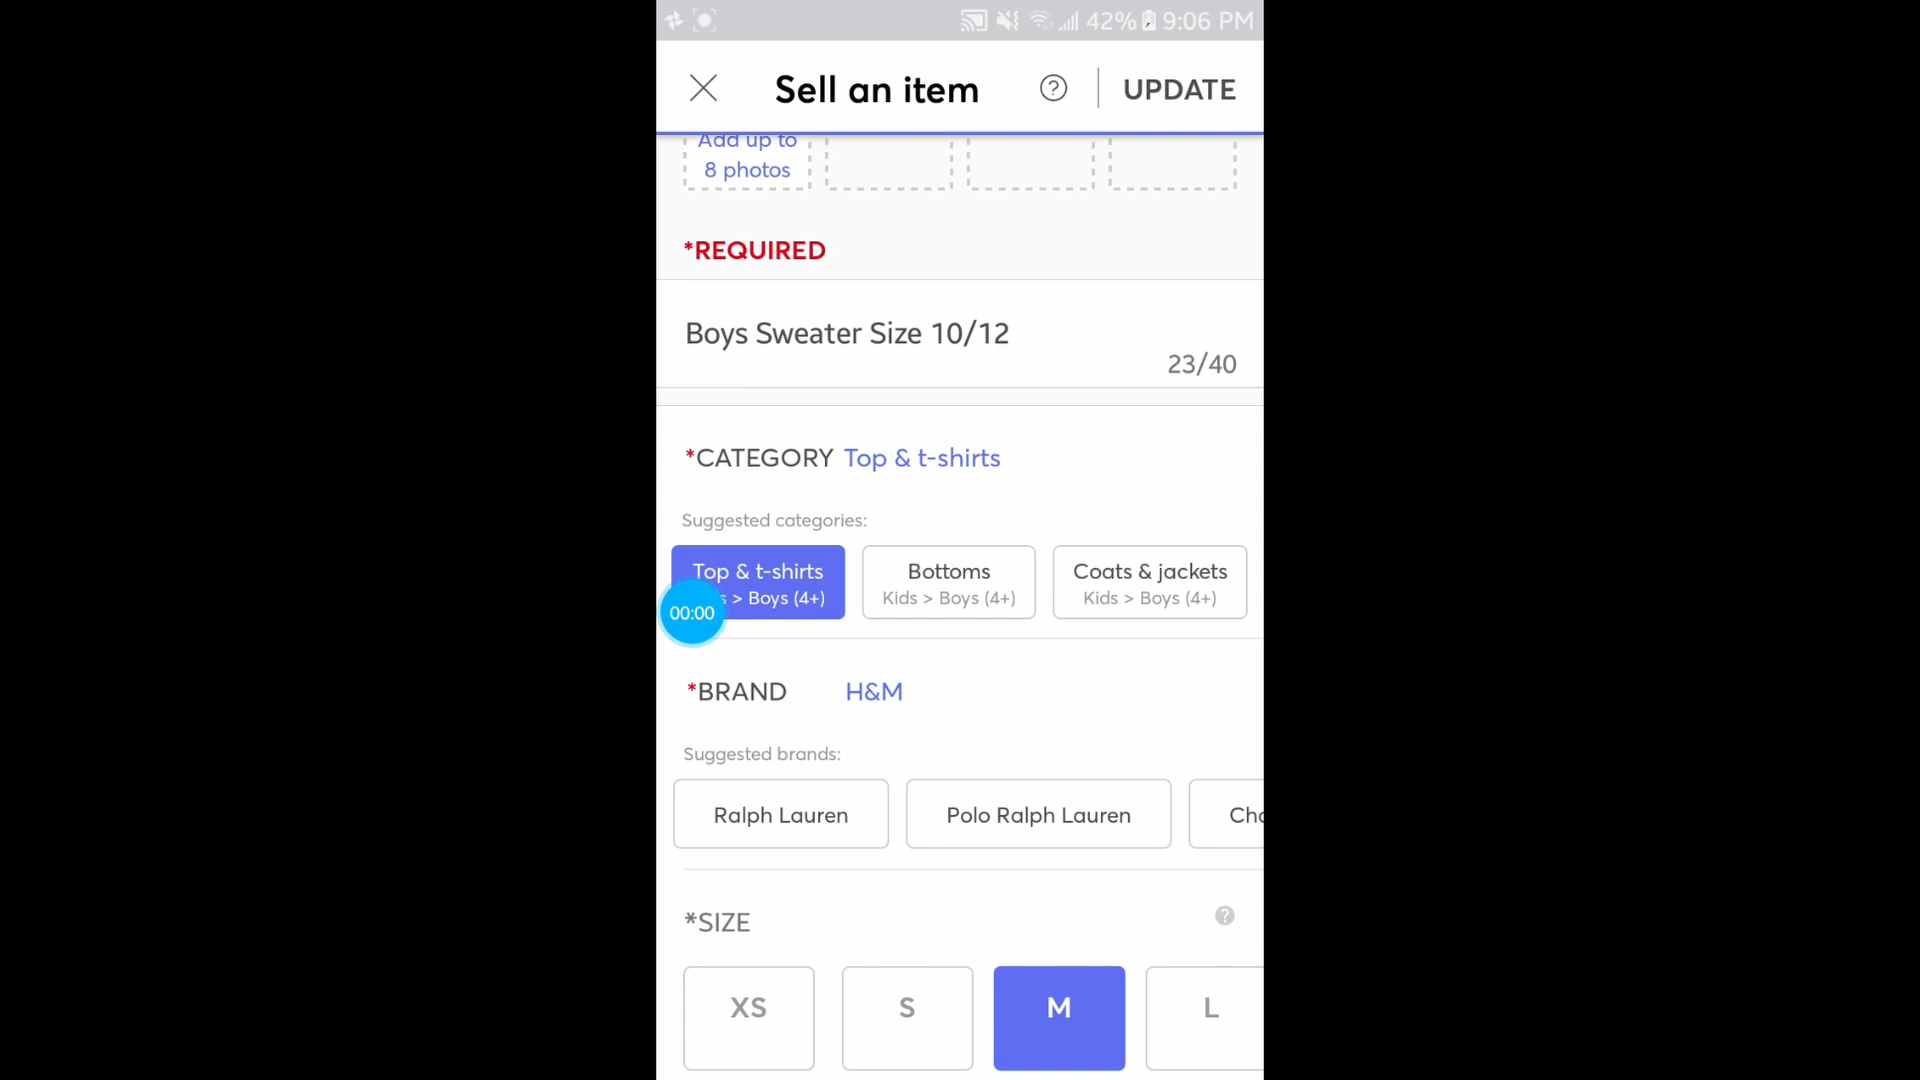 42% 9:06 PM
Sell an item
UPDATE
Add up to
8 photos
*REQUIRED
Boys Sweater Size 10/12
23/40
*CATEGORY Top & t-shirts
Suggested categories:
Top & t-shirts Bottoms Coats & jackets
> Boys (4+) Kids > Boys (4+) Kids > Boys (4+)
00:00
*BRAND H&M
Suggested brands:
Ralph Lauren Polo Ralph Lauren
*SIZE
XS S M L